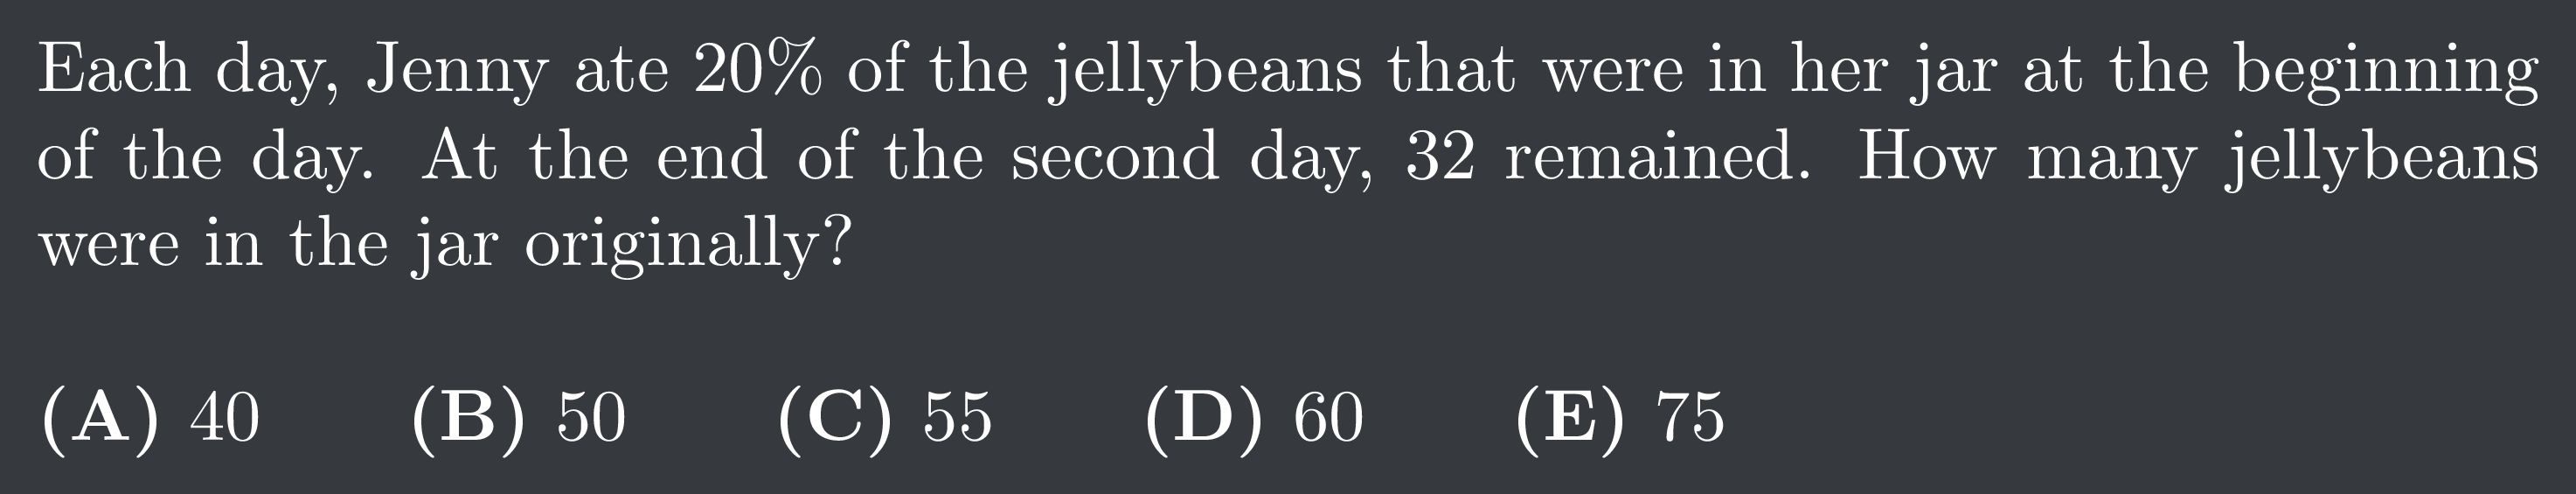 Each day, Jenny ate 20% of the jellybeans that were in her jar at the beginning
of the day. At the end of the second day, 32 remained. How many jellybeans
were in the jar originally?
(A) 40 (B) 50 (C) 55 (D) 60 (E) 75